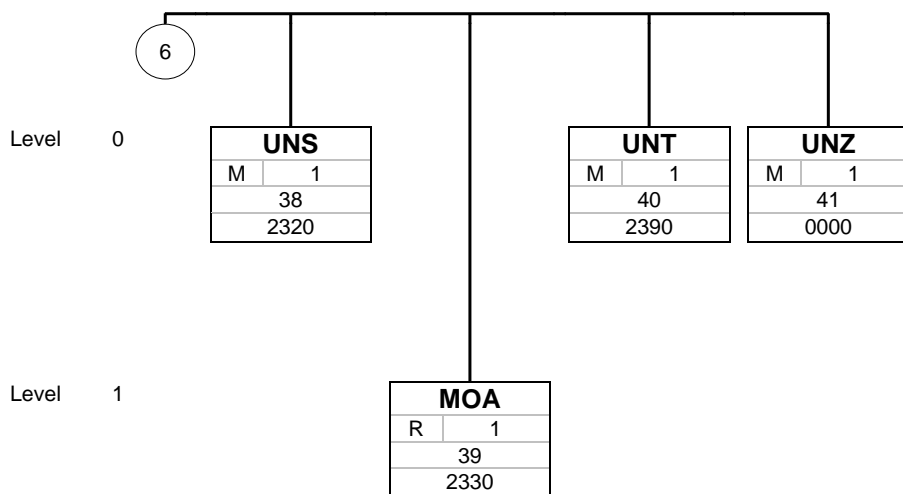 6
Level 0
UNS
M 1
38
2320
UNT
M 1
40
2390
UNZ
M 1
41
0000
Level 1
MOA
R 1
39
2330